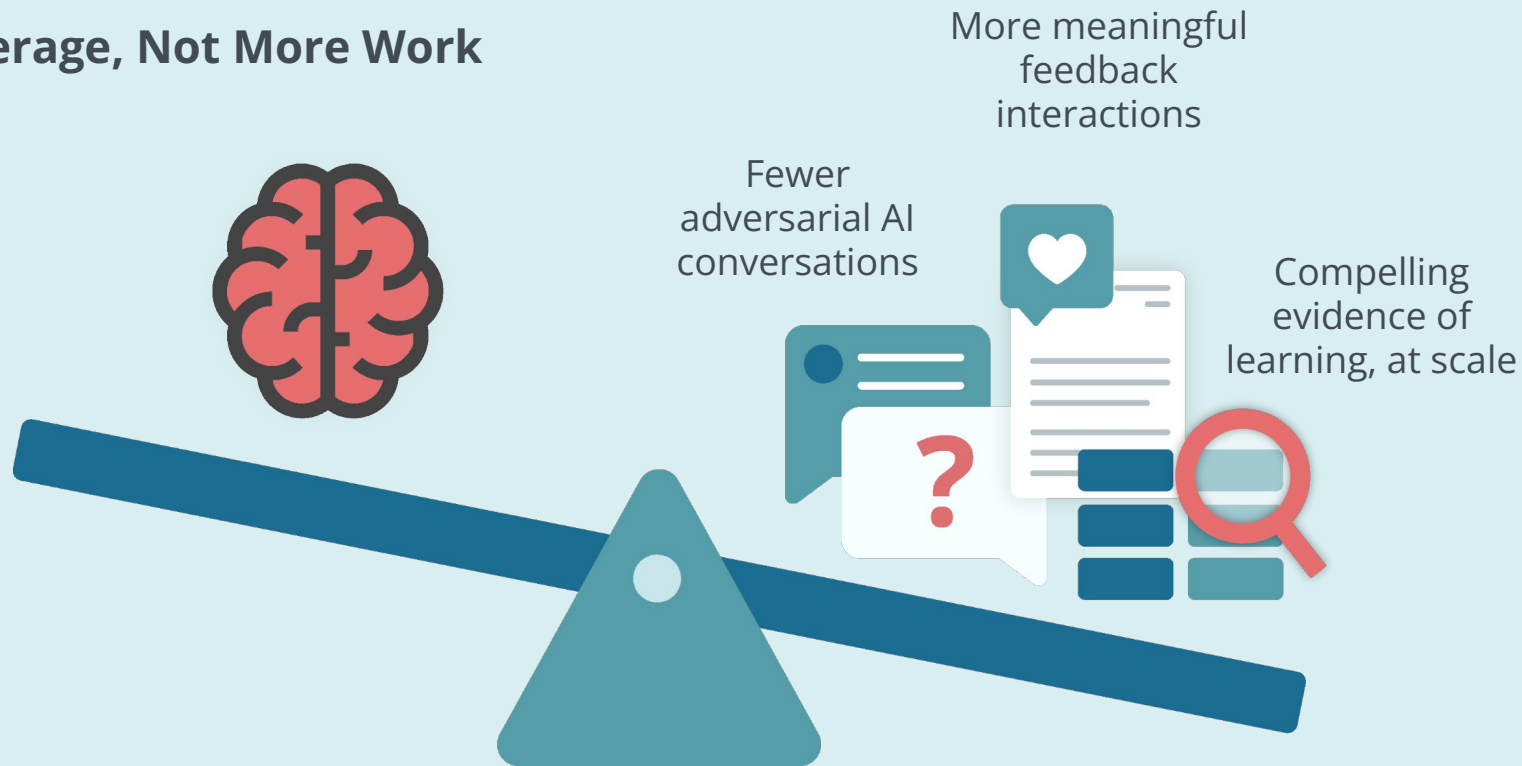 erage, Not More Work
More meaningful
feedback
interactions
Fewer
adversarial AI
conversations
Compelling
evidence of
learning, at scale
?